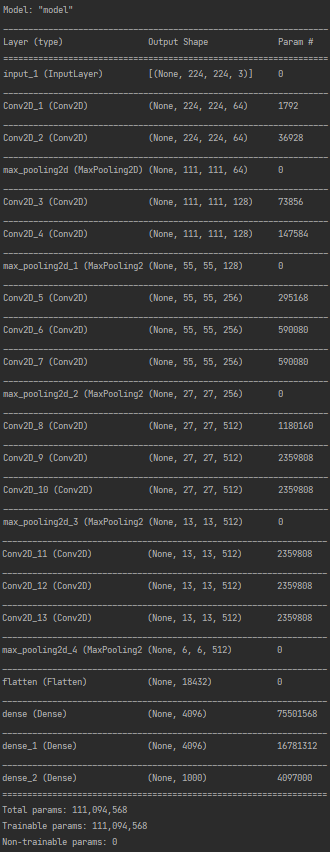 Model: "model"
Layer (type) Output Shape Param #
input_1 (InputLayer) [(None, 224, 224, 3)] 0
Conv2D_1 (Conv2D) (None, 224, 224, 64) 1792
Conv2D_2 (Conv2D) (None, 224, 224, 64) 36928
max_pooling2d (MaxPooling2D) (None, 111, 111, 64) 0
Conv2D_3 (Conv2D) (None, 111, 111, 128) 73856
Conv2D_4 (Conv2D) (None, 111, 111, 128) 147584
max_pooling2d_1 (MaxPooling2 (None, 55, 55, 128) 0
Conv2D_5 (Conv2D) (None, 55, 55, 256) 295168
Conv2D_6 (Conv2D) (None, 55, 55, 256) 590080
Conv2D_7 (Conv2D) (None, 55, 55, 256) 590080
max_pooling2d_2 (MaxPooling2 (None, 27, 27, 256) 0
Conv2D_8 (Conv2D) (None, 27, 27, 512) 1180160
Conv2D_9 (Conv2D) (None, 27, 27, 512) 2359808
Conv2D_10 (Conv2D) (None, 27, 27, 512) 2359808
max_pooling2d_3 (MaxPooling2 (None, 13, 13, 512) 0
Conv2D_11 (Conv2D) (None, 13, 13, 512) 2359808
Conv2D_12 (Conv2D) (None, 13, 13, 512) 2359808
Conv2D_13 (Conv2D) (None, 13, 13, 512) 2359808
max_pooling2d_4 (MaxPooling2 (None, 6, 6, 512) 0
flatten (Flatten) (None, 18432) 0
dense (Dense) (None, 4096) 75501568
dense_1 (Dense) (None, 4096) 16781312
dense_2 (Dense) (None, 1000) 4097000
Total params: 111,094,568
Trainable params: 111,094,568
Non-trainable params: 0